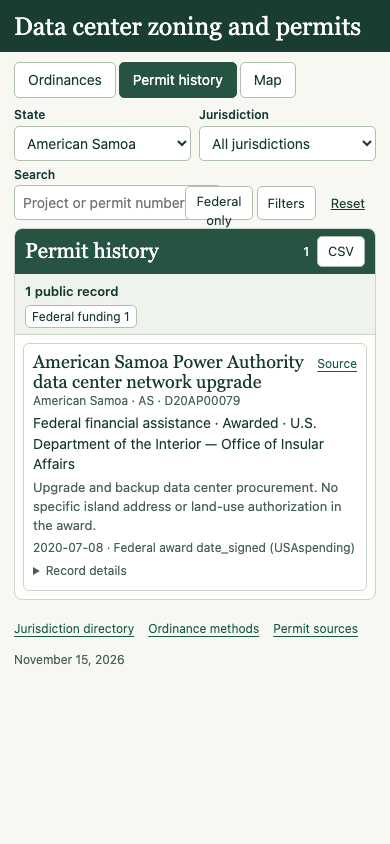 Data center zoning and permits
Ordinances
Permit history
Map
State
Jurisdiction
American Samoa
All jurisdictions
Search
Project or permit number
Federal only
Filters
Reset
Permit history
1
CSV
1 public record
Federal funding 1
American Samoa Power Authority
data center network upgrade
Source
American Samoa · AS · D20AP00079
Federal financial assistance · Awarded · U.S.
Department of the Interior — Office of Insular
Affairs
Upgrade and backup data center procurement. No
specific island address or land-use authorization in
the award.
2020-07-08 · Federal award date_signed (USAspending)
Record details
Jurisdiction directory
Ordinance methods
Permit sources
November 15, 2026